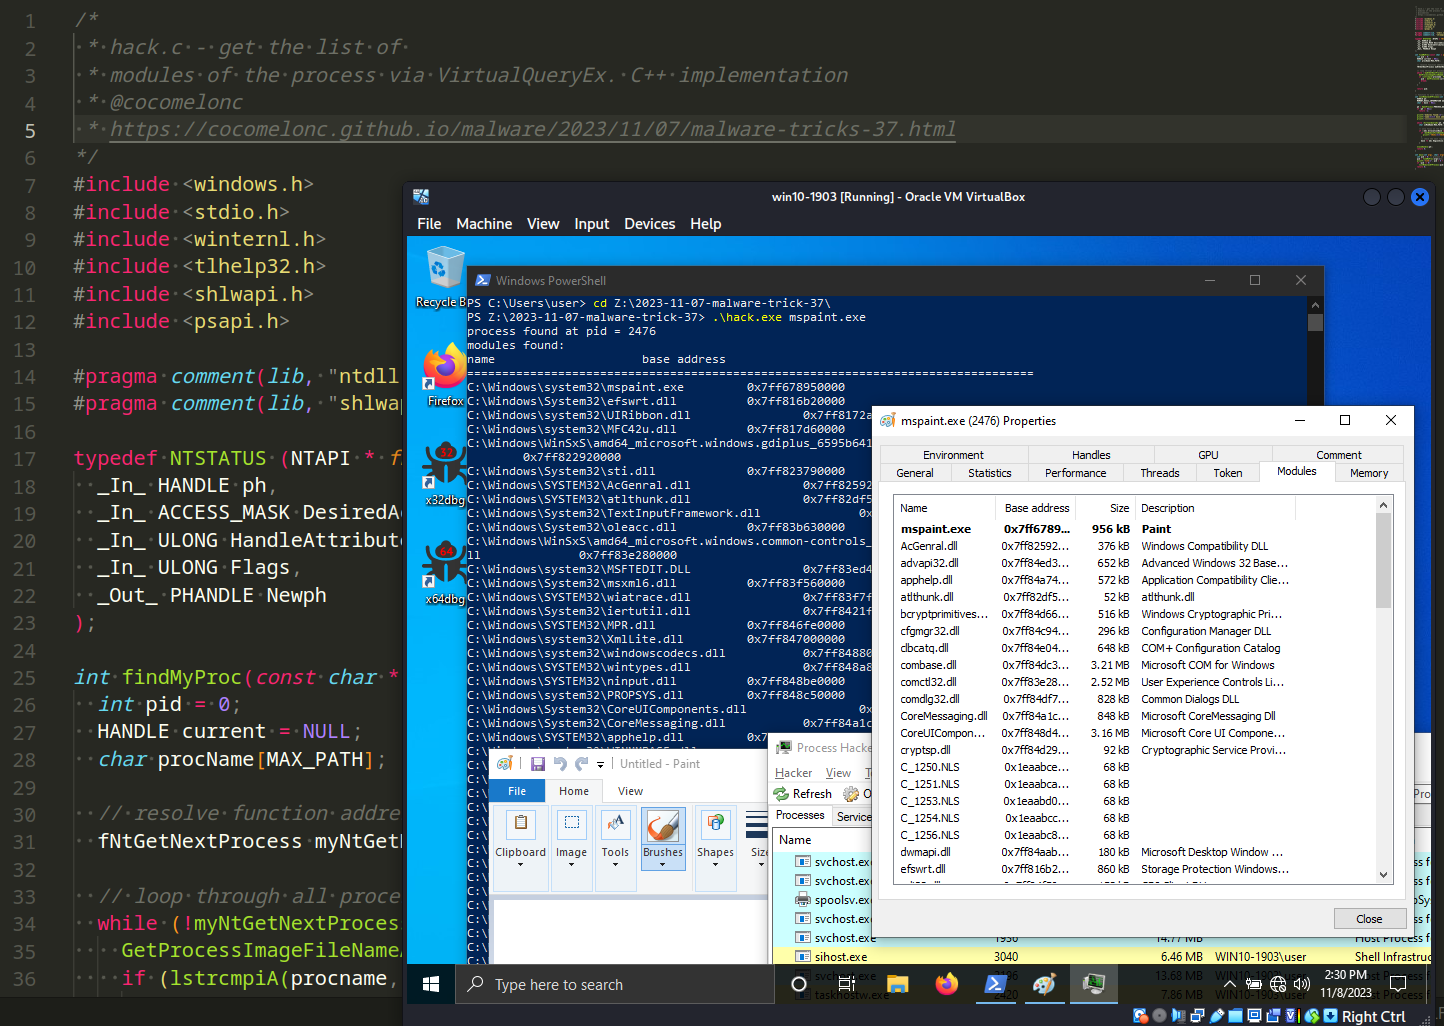 1 /*
2 * hack.c - get the list of
3 * modules of the process via VirtualQueryEx. C++ implementation
4 * @cocomelonc
5 * https://cocomelonc.github.io/malware/2023/11/07/malware-tricks-37.html
6 */
7 #include <windows.h>
8 #include <stdio.h>
9 #include <winternl.h>
10 #include <tlhelp32.h>
11 #include <shlwapi.h>
12 #include <psapi.h>
13
14 #pragma comment(lib, "ntdll
15 #pragma comment(lib, "shlwa
16
17 typedef NTSTATUS (NTAPI * f
18 _In_ HANDLE ph,
19 _In_ ACCESS_MASK DesiredA
20 _In_ ULONG HandleAttribut
21 _In_ ULONG Flags,
22 _Out_ PHANDLE Newph
23 );
24
25 int findMyProc(const char *
26 int pid = 0;
27 HANDLE current = NULL;
28 char procName[MAX_PATH];
29
30 // resolve function addre
31 fNtGetNextProcess myNtGet
32
33 // loop through all proce
34 while (!myNtGetNextProces
35 GetProcessImageFileName
36 if (lstrcmpiA(procname,
win10-1903 [Running] - Oracle VM VirtualBox
File Machine View Input Devices Help
Recycle B
Firefox
x32dbg
x64dbg
Windows PowerShell
PS C:\Users\user> cd Z:\2023-11-07-malware-trick-37\
PS Z:\2023-11-07-malware-trick-37> .\hack.exe mspaint.exe
process found at pid = 2476
modules found:
name base address
C:\Windows\system32\mspaint.exe 0x7ff678950000
C:\Windows\system32\efswrt.dll 0x7ff816b20000
C:\Windows\system32\UIRibbon.dll 0x7ff8172a
C:\Windows\system32\MFC42u.dll 0x7ff817d60000
C:\Windows\WinSxS\amd64_microsoft.windows.gdiplus_6595b641
0x7ff822920000
C:\Windows\system32\sti.dll 0x7ff823790000
C:\Windows\SYSTEM32\AcGenral.dll 0x7ff82592
C:\Windows\SYSTEM32\atlthunk.dll 0x7ff82df5
C:\Windows\system32\TextInputFramework.dll 0x
C:\Windows\system32\oleacc.dll 0x7ff83b630000
C:\Windows\WinSxS\amd64_microsoft.windows.common-controls_
ll 0x7ff83e280000
C:\Windows\system32\MSFTEDIT.DLL 0x7ff83ed4
C:\Windows\System32\msxml6.dll 0x7ff83f560000
C:\Windows\system32\wiatrace.dll 0x7ff83f7f
C:\Windows\system32\iertutil.dll 0x7ff8421f
C:\Windows\system32\MPR.dll 0x7ff846fe0000
C:\Windows\System32\XmlLite.dll 0x7ff847000000
C:\Windows\system32\windowscodecs.dll 0x7ff84880
C:\Windows\SYSTEM32\wintypes.dll 0x7ff848a8
C:\Windows\SYSTEM32\ninput.dll 0x7ff848be0000
C:\Windows\system32\PROPSYS.dll 0x7ff848c50000
C:\Windows\System32\CoreUIComponents.dll 0x
C:\Windows\System32\CoreMessaging.dll 0x7ff84a1c
C:\Windows\SYSTEM32\apphelp.dll 0x7
mspaint.exe (2476) Properties
Environment Handles GPU Comment
General Statistics Performance Threads Token Modules Memory
Name Base address Size Description
mspaint.exe 0x7ff6789... 956 kB Paint
AcGenral.dll 0x7ff82592... 376 kB Windows Compatibility DLL
advapi32.dll 0x7ff84ed3... 652 kB Advanced Windows 32 Base...
apphelp.dll 0x7ff84a74... 572 kB Application Compatibility Clie...
atlthunk.dll 0x7ff82df5... 52 kB atlthunk.dll
bcryptprimitives... 0x7ff84d66... 516 kB Windows Cryptographic Pri...
cfgmgr32.dll 0x7ff84c94... 296 kB Configuration Manager DLL
clbcatq.dll 0x7ff84e04... 648 kB COM+ Configuration Catalog
combase.dll 0x7ff84dc3... 3.21 MB Microsoft COM for Windows
comctl32.dll 0x7ff83e28... 2.52 MB User Experience Controls Li...
comdlg32.dll 0x7ff84df7... 828 kB Common Dialogs DLL
CoreMessaging.dll 0x7ff84a1c... 848 kB Microsoft CoreMessaging Dll
CoreUICompon... 0x7ff848d4... 3.16 MB Microsoft Core UI Compone...
cryptsp.dll 0x7ff84d29... 92 kB Cryptographic Service Provi...
C_1250.NLS 0x1eaabce... 68 kB
C_1251.NLS 0x1eaabca... 68 kB
C_1253.NLS 0x1eaabd0... 68 kB
C_1254.NLS 0x1eaabcc... 68 kB
C_1256.NLS 0x1eaabc8... 68 kB
dwmapi.dll 0x7ff84aab... 180 kB Microsoft Desktop Window ...
efswrt.dll 0x7ff816b2... 860 kB Storage Protection Windows...
Close
Untitled - Paint
File Home View
Clipboard Image Tools Brushes Shapes Siz
Process Hacke
Hacker View T
Refresh O
Processes Service
Name
svchost.exe
svchost.exe
spoolsv.exe
svchost.exe 1950 14.77 MB Host Process f
sihost.exe 3040 6.46 MB WIN10-1903\user Shell Infrastruc
svchost.exe 2196 13.68 MB WIN10-1903\user Host Process f
taskhostw.exe 2420 7.86 MB WIN10-1903\user Host Process f
Type here to search
2:30 PM
11/8/2023
Right Ctrl